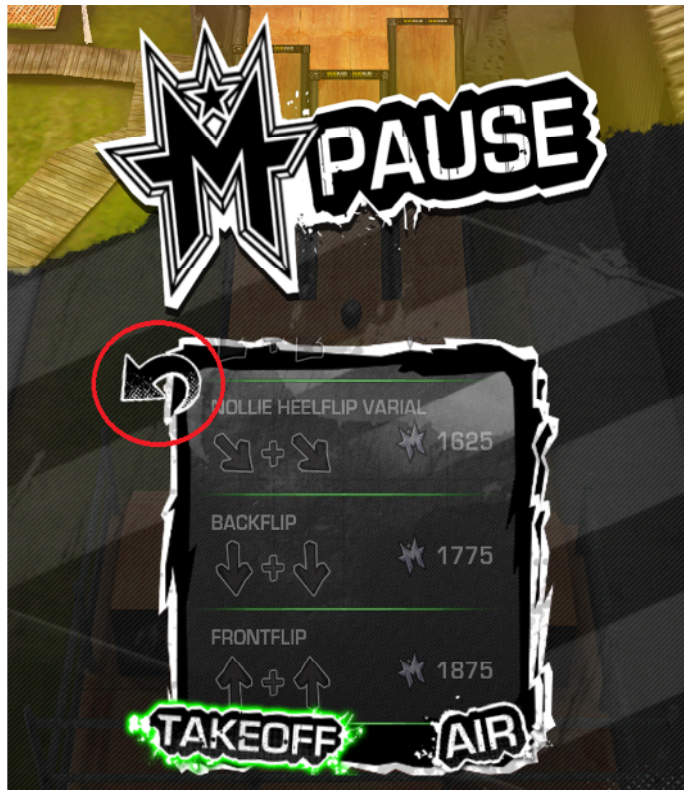 M PAUSE
NOLLIE HEELFLIP VARIAL
+ 1625
BACKFLIP
+ 1775
FRONTFLIP
+ 1875
TAKEOFF
AIR